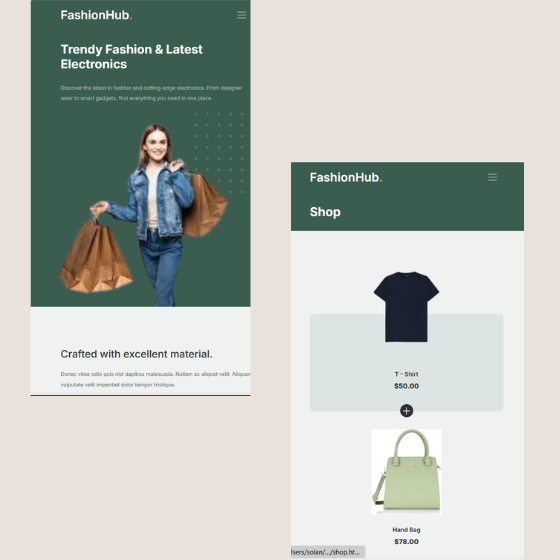 FashionHub.
Trendy Fashion & Latest
Electronics
Discover the latest in fashion and cutting-edge electronics. From designer
wear to smart gadgets, find everything you need in one place.
Crafted with excellent material.
Donec vitae odio quis nisl dapibus malesuada. Nullam ac aliquet velit. Aliquam
vulputate velit imperdiet dolor tempor tristique.
FashionHub.
Shop
T - Shirt
$50.00
Hand Bag
$78.00
lsers/solan/.../shop.ht...